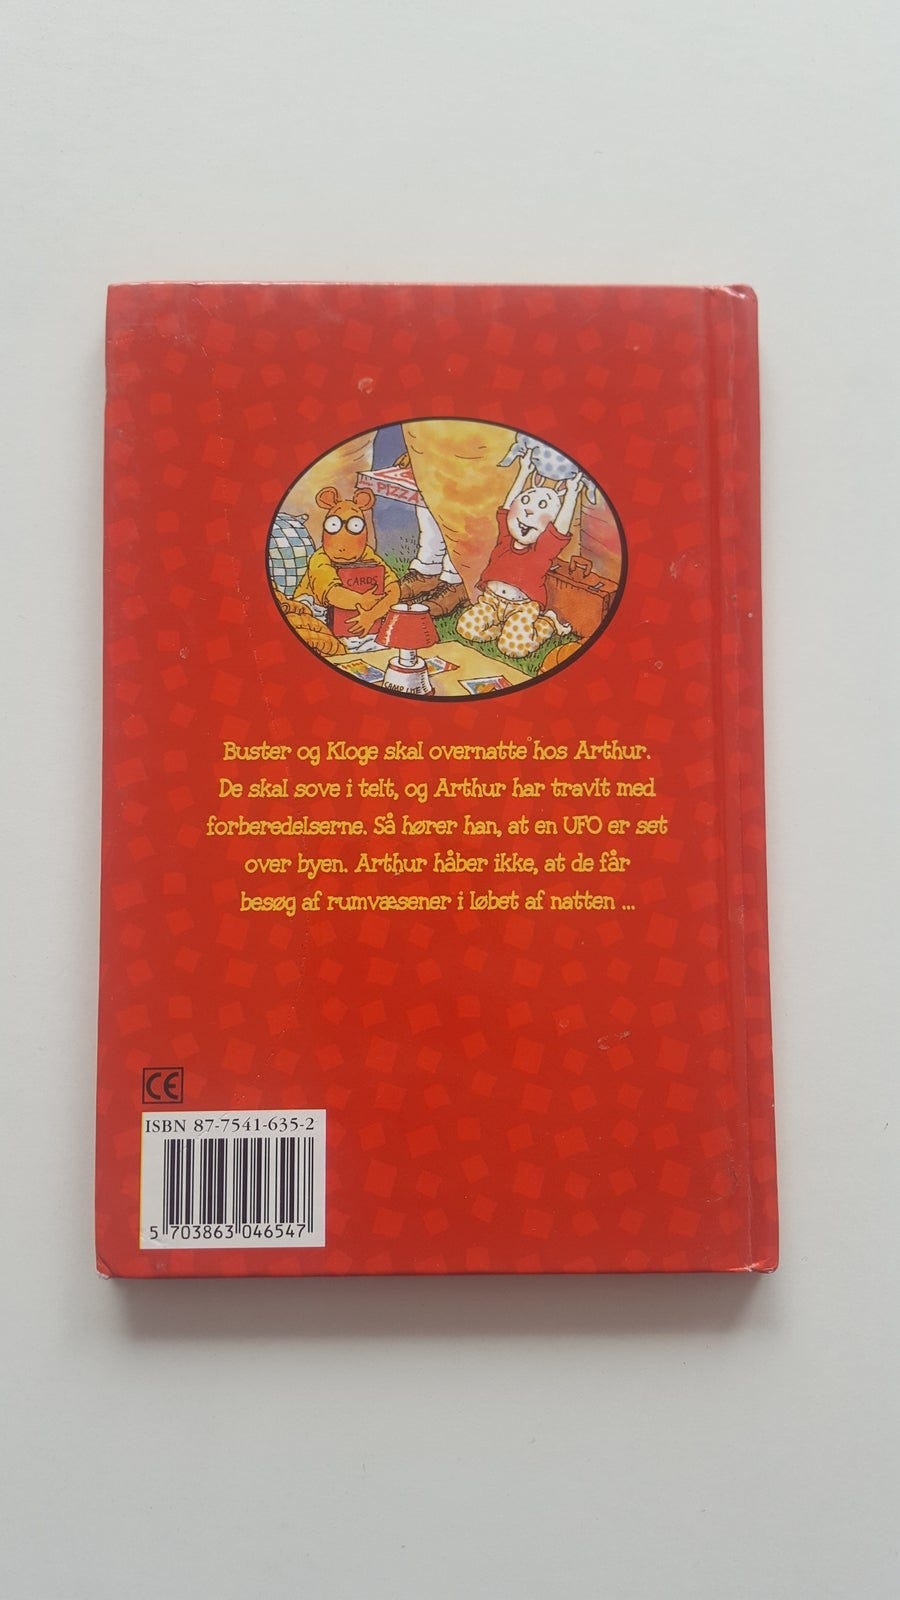 PIZZA
CARDS
Buster og Kloge skal overnatte hos Arthur.
De skal sove i telt, og Arthur har travlt med
forberedelserne. Så hører han, at en UFO er set
over byen. Arthur håber ikke, at de får
besøg af rumvæsener i løbet af natten ...
CE
ISBN 87-7541-635-2
5 703863 046547